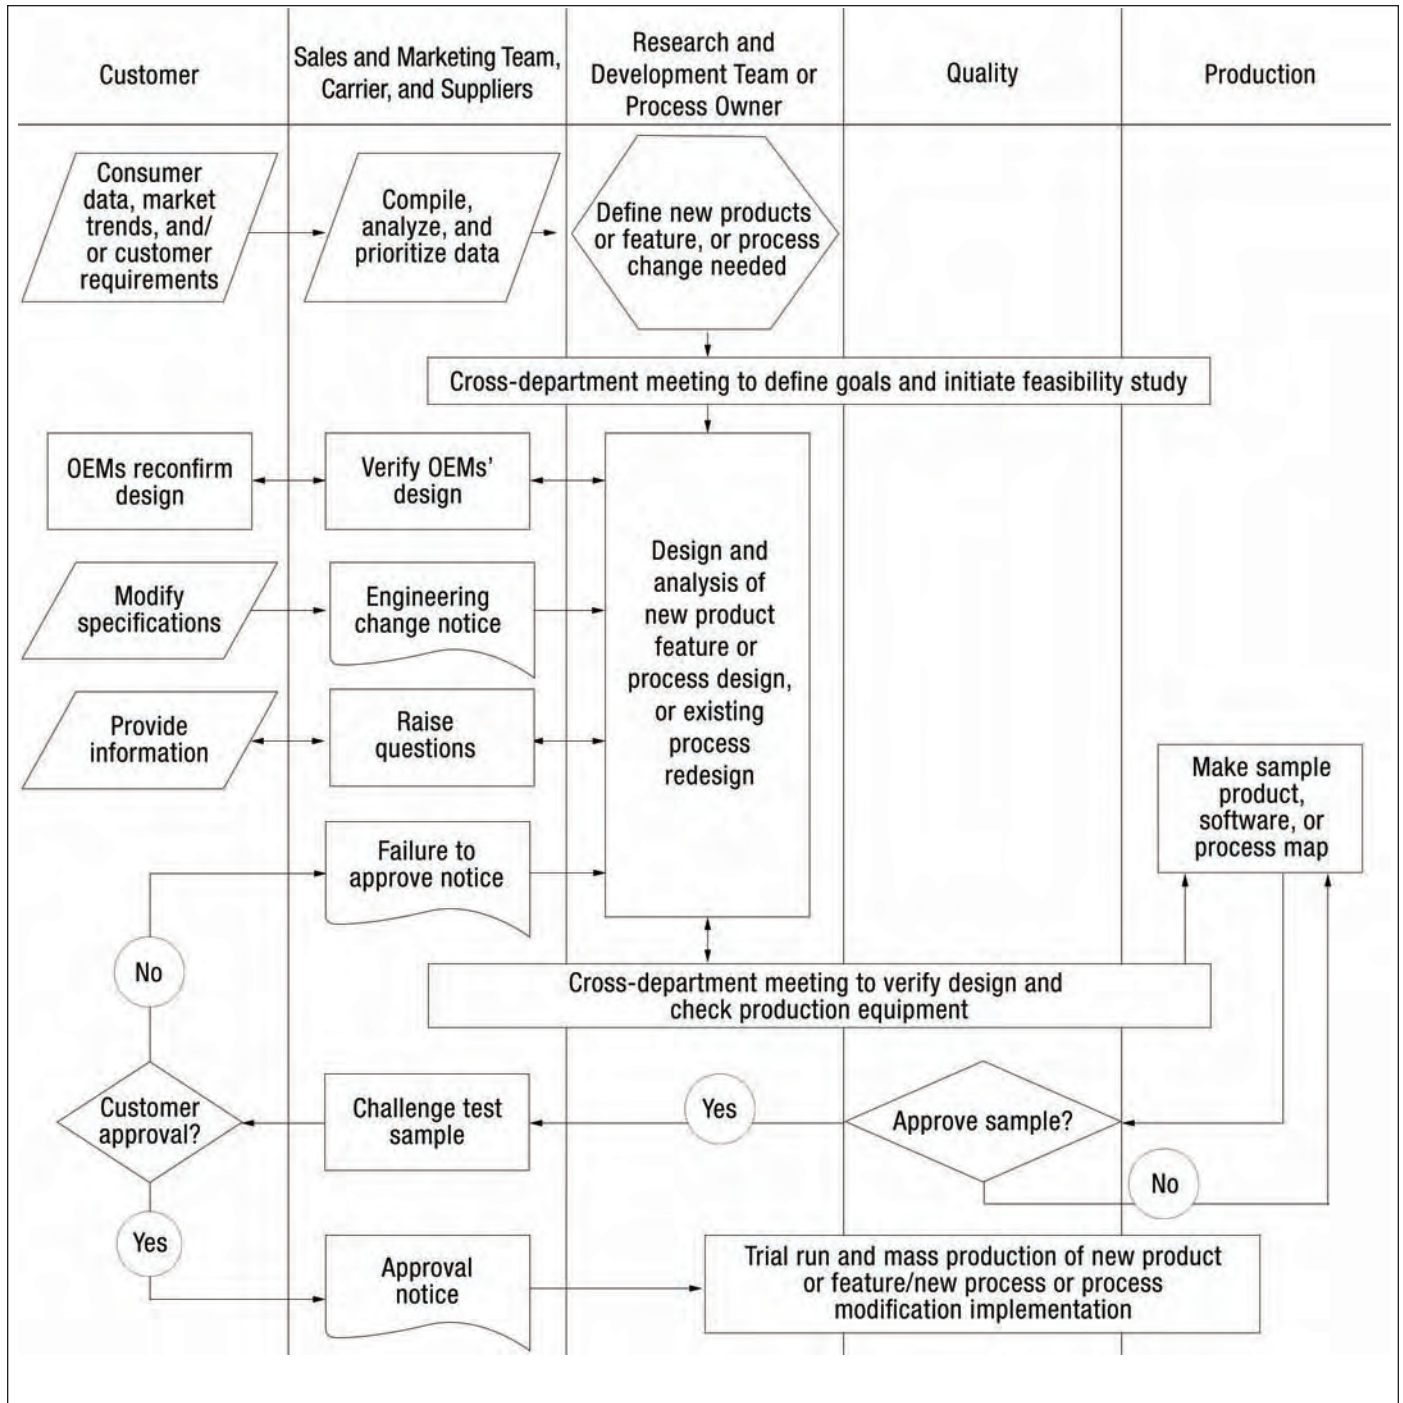 Customer
Sales and Marketing Team,
Carrier, and Suppliers
Research and
Development Team or
Process Owner
Quality
Production
Consumer
data, market
trends, and/
or customer
requirements
Compile,
analyze, and
prioritize data
Define new products
or feature, or process
change needed
Cross-department meeting to define goals and initiate feasibility study
OEMs reconfirm
design
Verify OEMs'
design
Design and
analysis of
new product
feature or
process design,
or existing
process
redesign
Modify
specifications
Engineering
change notice
Provide
information
Raise
questions
Make sample
product,
software, or
process map
Failure to
approve notice
No
Cross-department meeting to verify design and
check production equipment
Customer
approval?
Challenge test
sample
Yes
Approve sample?
No
Yes
Approval
notice
Trial run and mass production of new product
or feature/new process or process
modification implementation